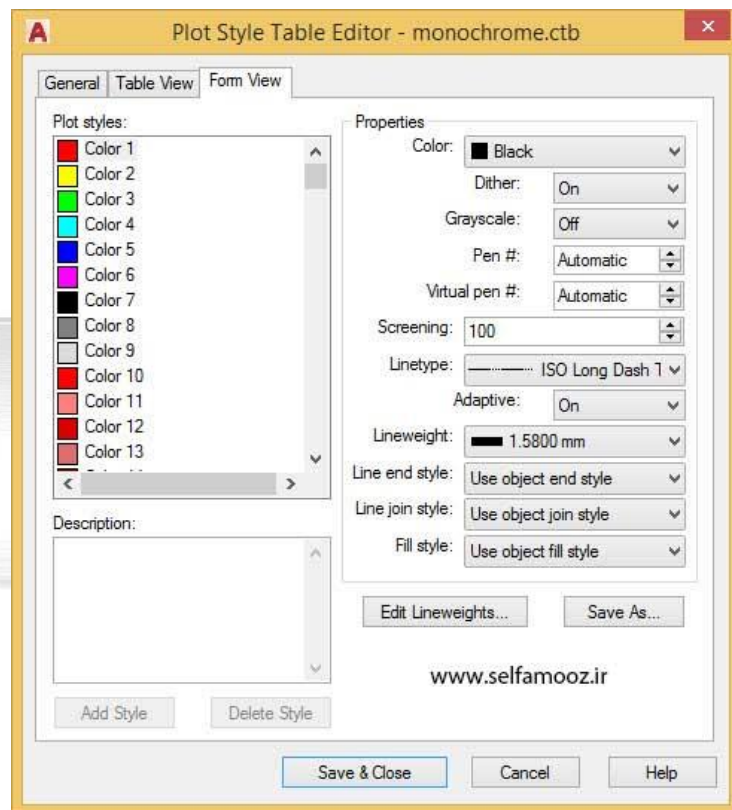 A Plot Style Table Editor - monochrome.ctb
General Table View Form View
Plot styles:
Color 1
Color 2
Color 3
Color 4
Color 5
Color 6
Color 7
Color 8
Color 9
Color 10
Color 11
Color 12
Color 13
Description:
Add Style Delete Style
Properties
Color: Black
Dither: On
Grayscale: Off
Pen #: Automatic
Virtual pen #: Automatic
Screening: 100
Linetype: ISO Long Dash
Adaptive: On
Lineweight: 1.5800 mm
Line end style: Use object end style
Line join style: Use object join style
Fill style: Use object fill style
Edit Lineweights... Save As...
www.selfamooz.ir
Save & Close Cancel Help